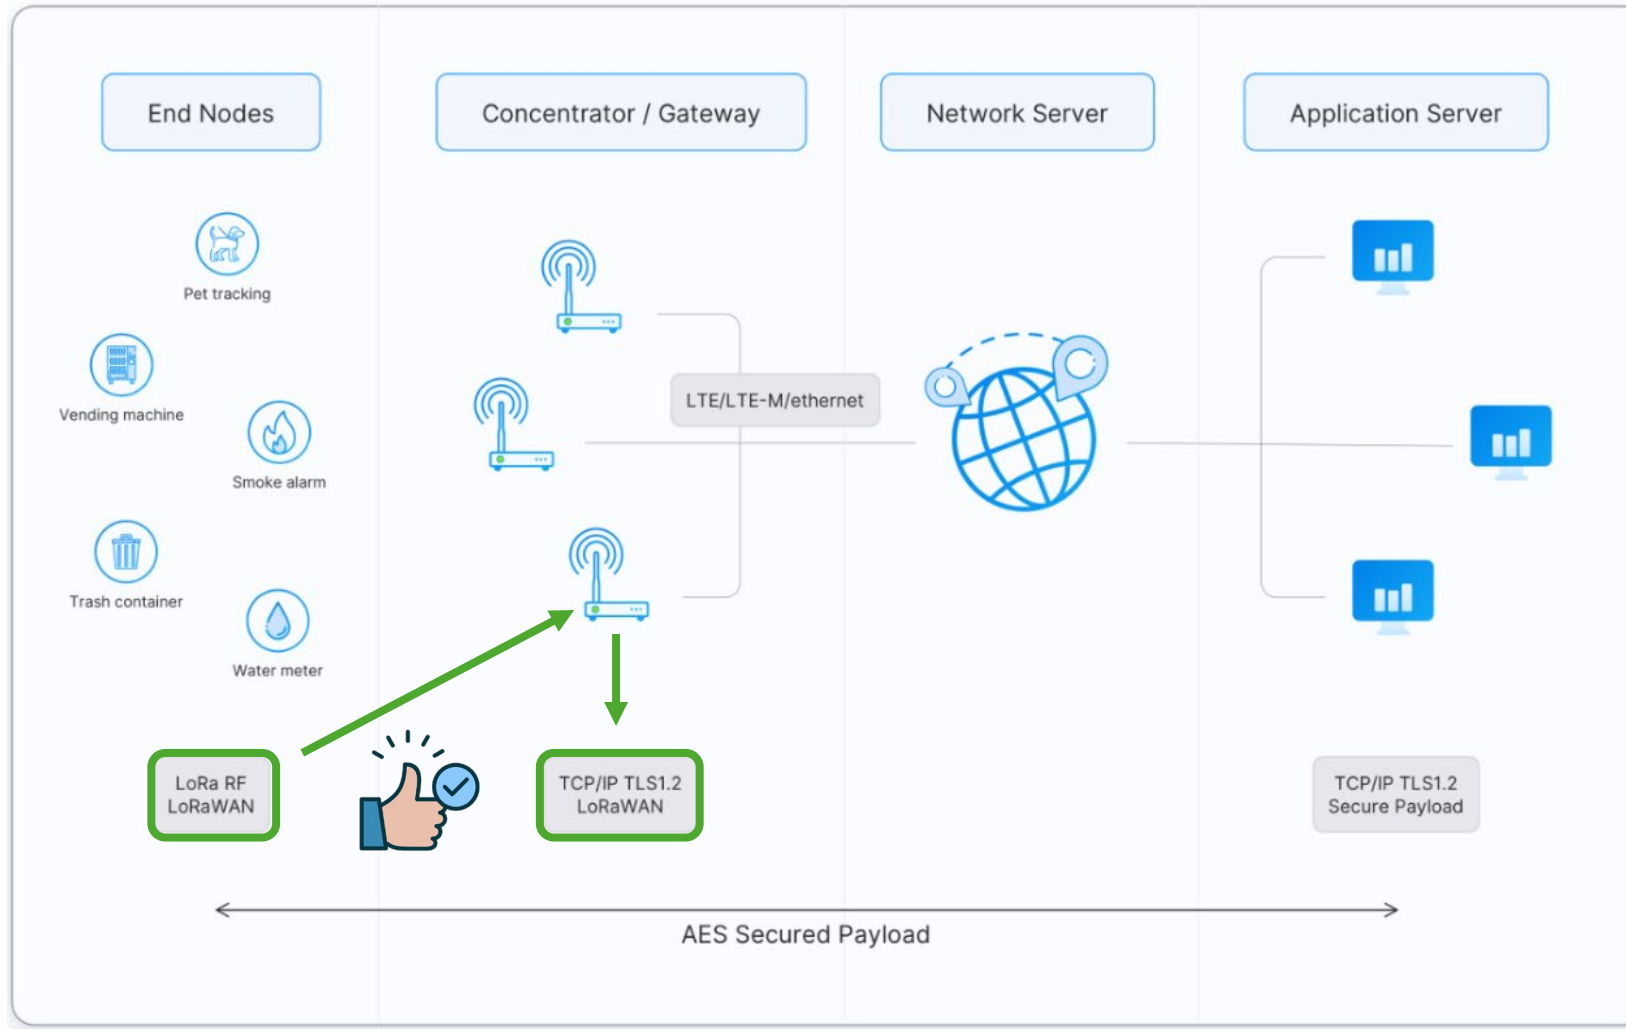 End Nodes
Concentrator / Gateway
Network Server
Application Server
Pet tracking
Vending machine
Smoke alarm
Trash container
Water meter
LTE/LTE-M/ethernet
LoRa RF
LoRaWAN
TCP/IP TLS1.2
LoRaWAN
TCP/IP TLS1.2
Secure Payload
AES Secured Payload